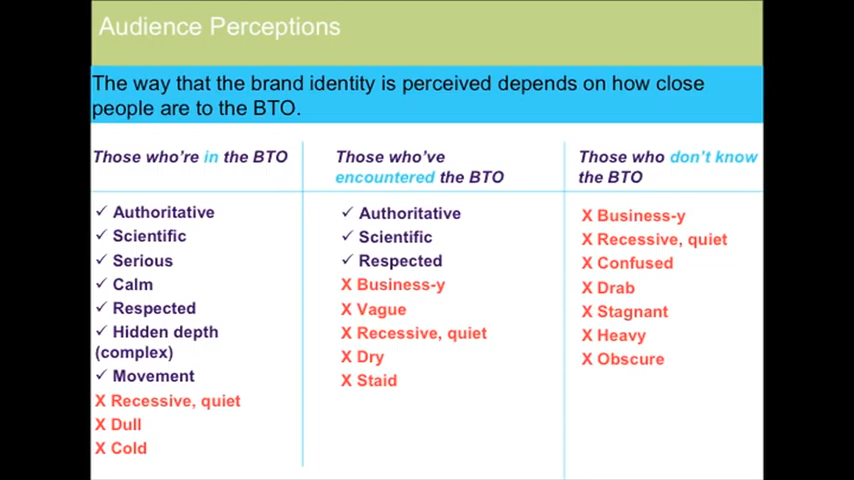 Audience Perceptions
The way that the brand identity is perceived depends on how close
people are to the BTO.
Those who're in the BTO
✓ Authoritative
✓ Scientific
✓ Serious
✓ Calm
✓ Respected
✓ Hidden depth
(complex)
✓ Movement
X Recessive, quiet
X Dull
X Cold
Those who've
encountered the BTO
✓ Authoritative
✓ Scientific
✓ Respected
X Business-y
X Vague
X Recessive, quiet
X Dry
X Staid
Those who don't know
the BTO
X Business-y
X Recessive, quiet
X Confused
X Drab
X Stagnant
X Heavy
X Obscure